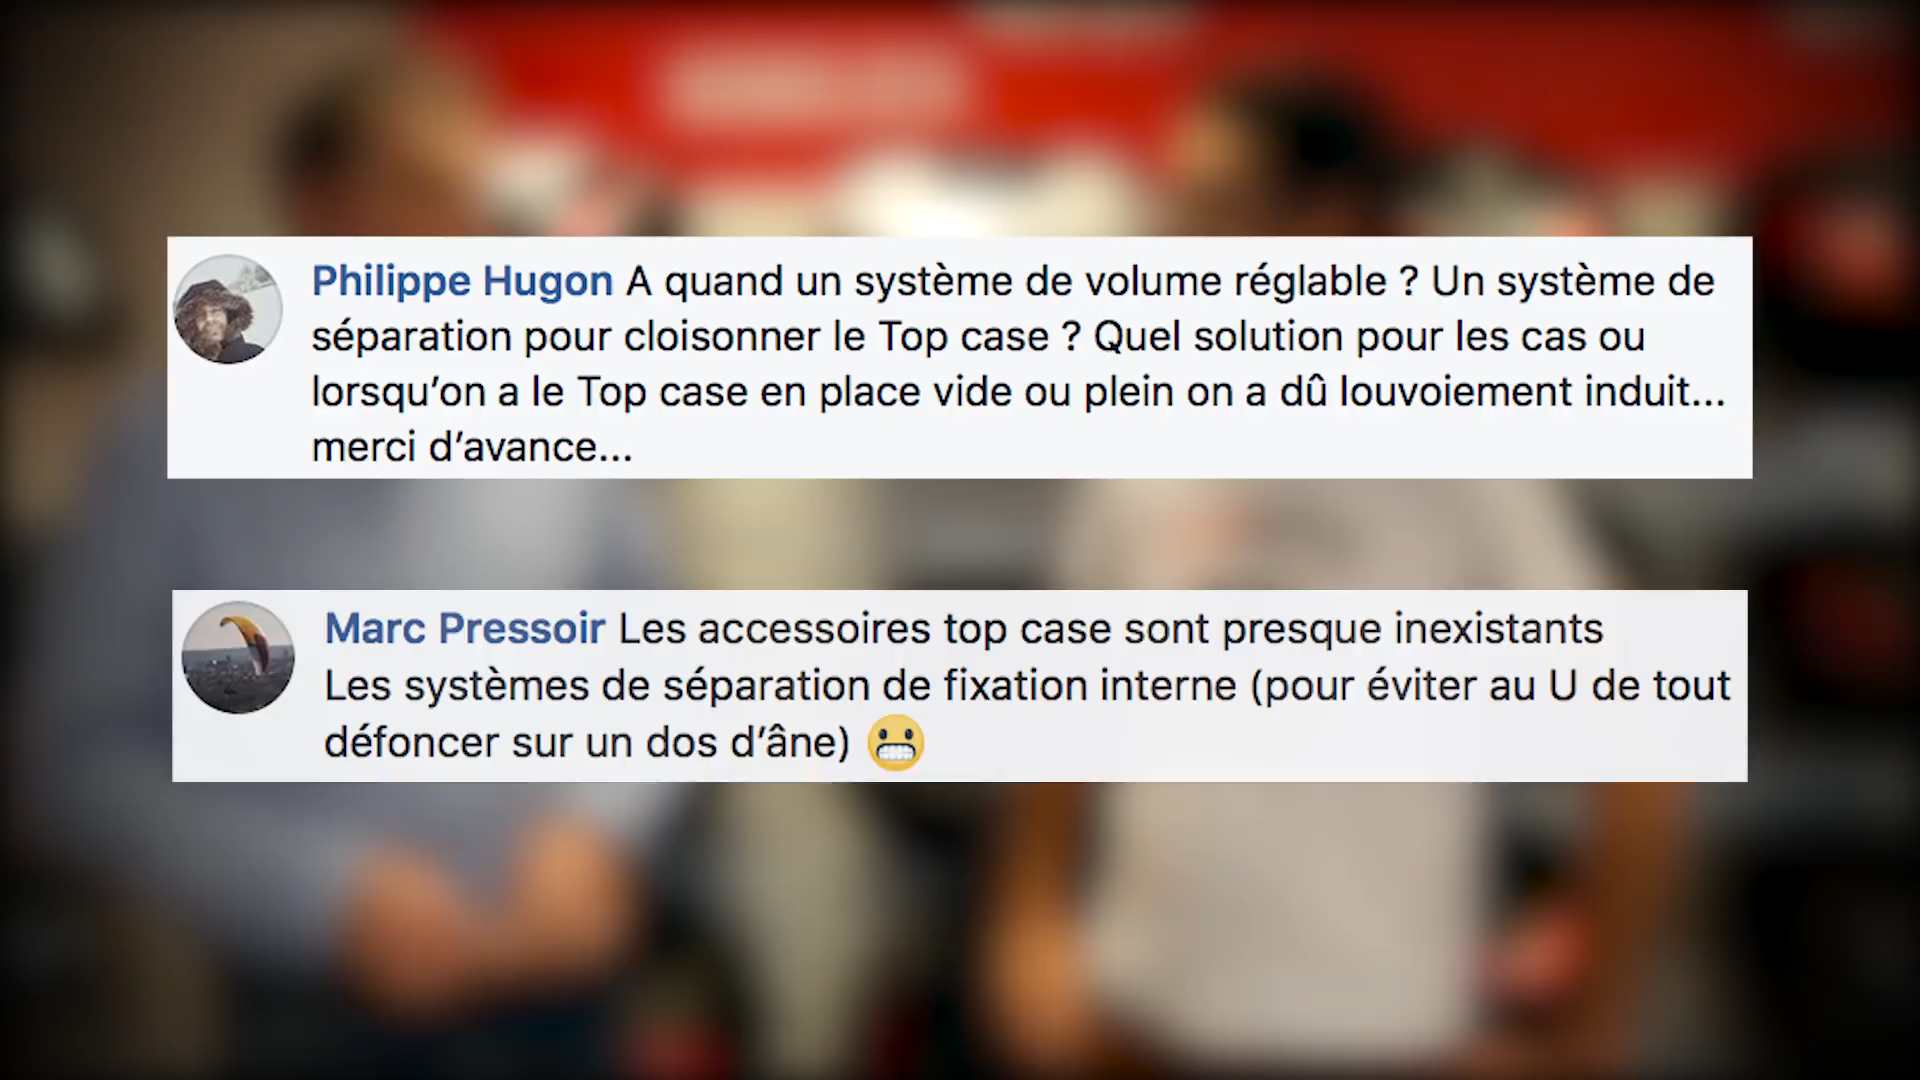 Philippe Hugon A quand un système de volume réglable ? Un système de
séparation pour cloisonner le Top case ? Quel solution pour les cas ou
lorsqu’on a le Top case en place vide ou plein on a dû louvoiement induit...
merci d’avance...
Marc Pressoir Les accessoires top case sont presque inexistants
Les systèmes de séparation de fixation interne (pour éviter au U de tout
défoncer sur un dos d’âne) 😬